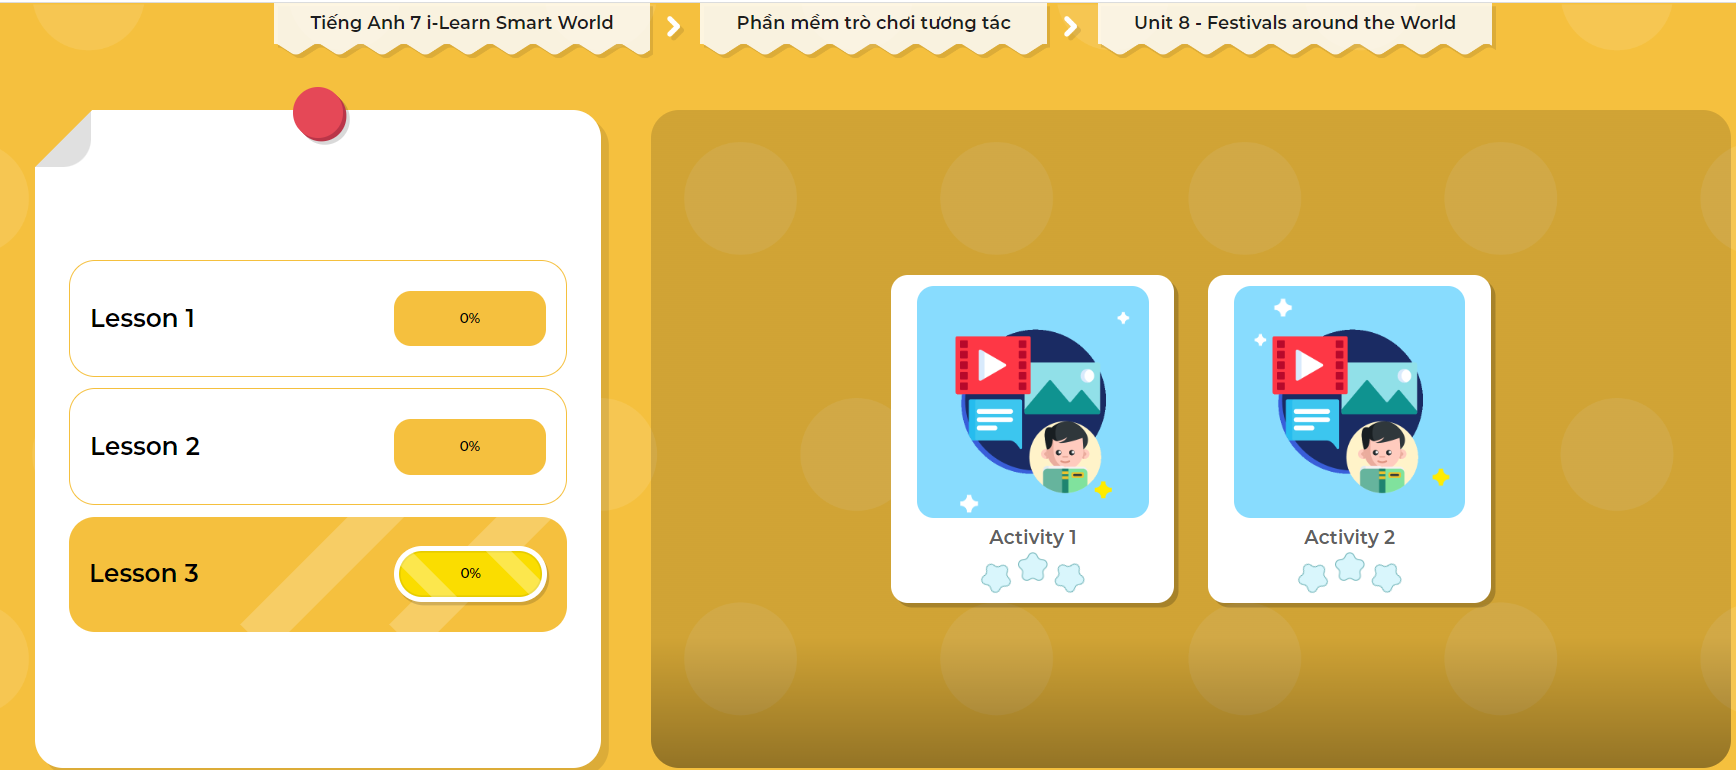 Tiếng Anh 7 i-Learn Smart World
Phần mềm trò chơi tương tác
Unit 8 - Festivals around the World
Lesson 1
0%
Lesson 2
0%
Lesson 3
0%
Activity 1
Activity 2